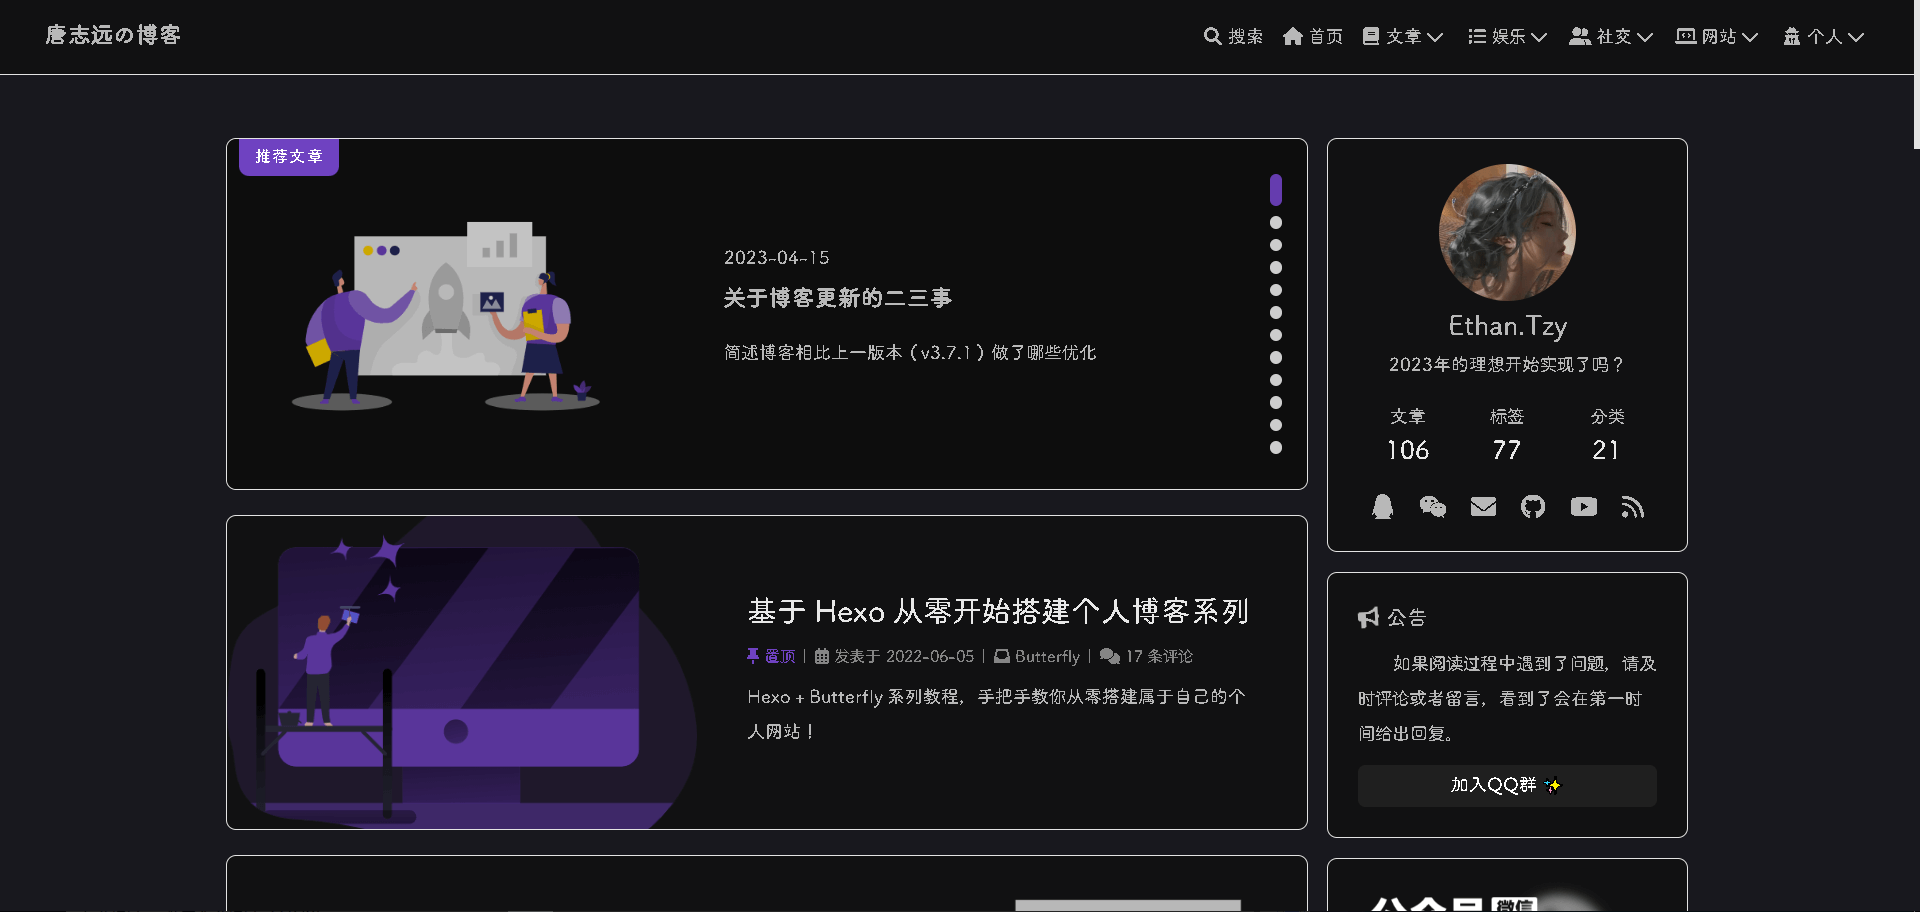 唐志远の博客
搜索 首页 文章 娱乐 社交 网站 个人
推荐文章
2023-04-15
关于博客更新的二三事
简述博客相比上一版本（v3.7.1）做了哪些优化
基于 Hexo 从零开始搭建个人博客系列
置顶 | 发表于 2022-06-05 | Butterfly | 17 条评论
Hexo + Butterfly 系列教程，手把手教你从零搭建属于自己的个
人网站！
Ethan.Tzy
2023年的理想开始实现了吗？
文章 标签 分类
106 77 21
公告
如果阅读过程中遇到了问题，请及
时评论或者留言，看到了会在第一时
间给出回复。
加入QQ群 ✨
公众号 微信